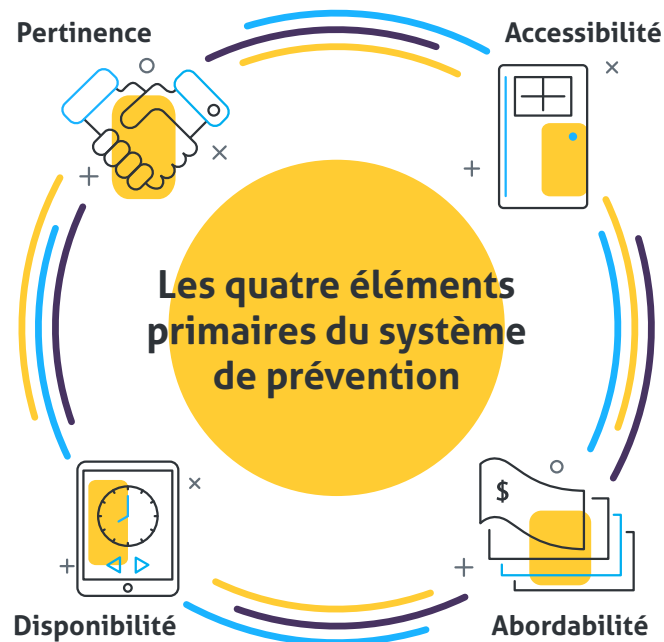 Pertinence
Accessibilité
Les quatre éléments
primaires du système
de prévention
$
Disponibilité
Abordabilité